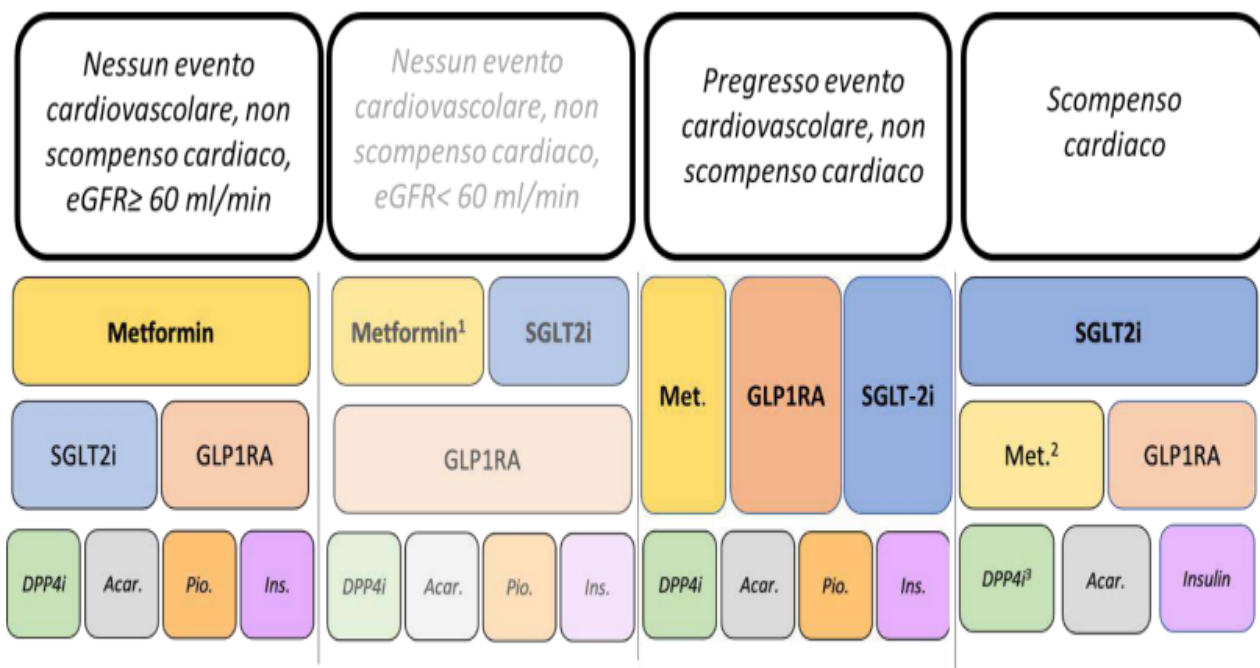 Nessun evento
cardiovascolare, non
scompenso cardiaco,
eGFR≥ 60 ml/min
Nessun evento
cardiovascolare, non
scompenso cardiaco,
eGFR< 60 ml/min
Pregresso evento
cardiovascolare, non
scompenso cardiaco
Scompenso
cardiaco
Metformin
SGLT2i
GLP1RA
DPP4i
Acar.
Pio.
Ins.
Metformin¹
SGLT2i
GLP1RA
DPP4i
Acar.
Pio.
Ins.
Met.
GLP1RA
SGLT-2i
DPP4i
Acar.
Pio.
Ins.
SGLT2i
Met.²
GLP1RA
DPP4i³
Acar.
Insulin